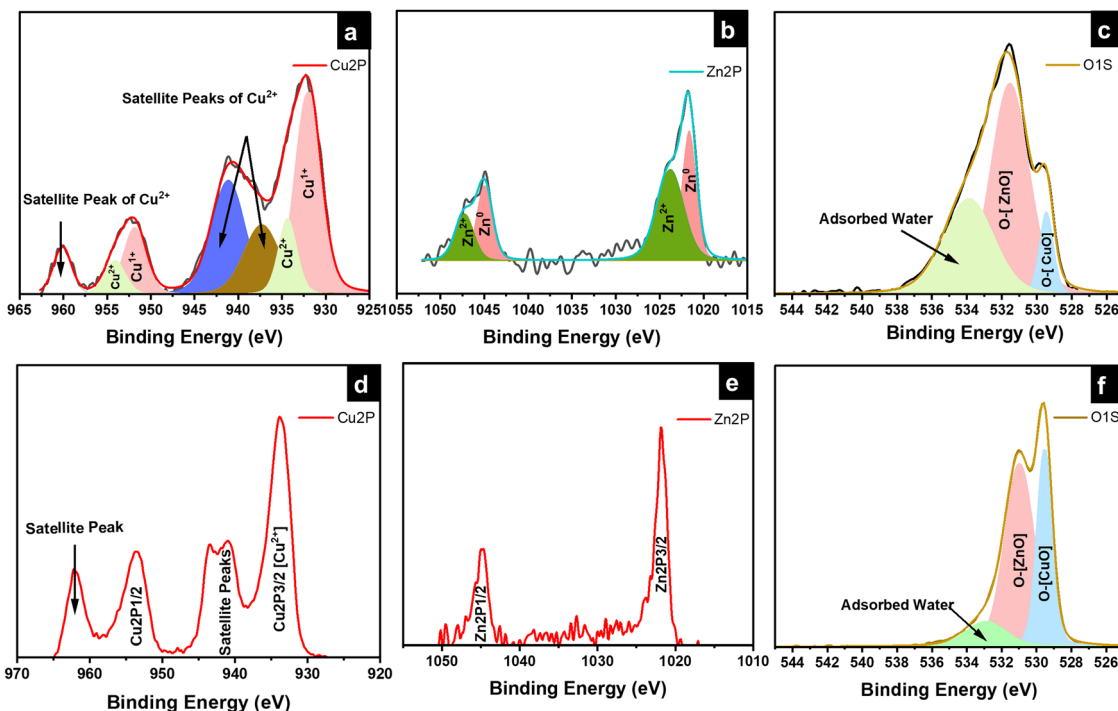 a
Cu2P
Satellite Peaks of Cu2+
Satellite Peak of Cu2+
Cu2+
Cu1+
Cu2+
Cu1+
965 960 955 950 945 940 935 930 925
Binding Energy (eV)
b
Zn2P
Zn2+
Zn0
Zn2+
Zn0
1055 1050 1045 1040 1035 1030 1025 1020 1015
Binding Energy (eV)
c
O1S
Adsorbed Water
O-[ ZnO]
O-[ CuO]
545 542 540 538 536 534 532 530 528 526
Binding Energy (eV)
d
Cu2P
Satellite Peak
Cu2P1/2
Satellite Peaks
Cu2P3/2 [Cu2+]
970 960 950 940 930 920
Binding Energy (eV)
e
Zn2P
Zn2P1/2
Zn2P3/2
1050 1040 1030 1020 1010
Binding Energy (eV)
f
O1S
Adsorbed Water
O-[ZnO]
O-[CuO]
544 542 540 538 536 534 532 530 528 526
Binding Energy (eV)